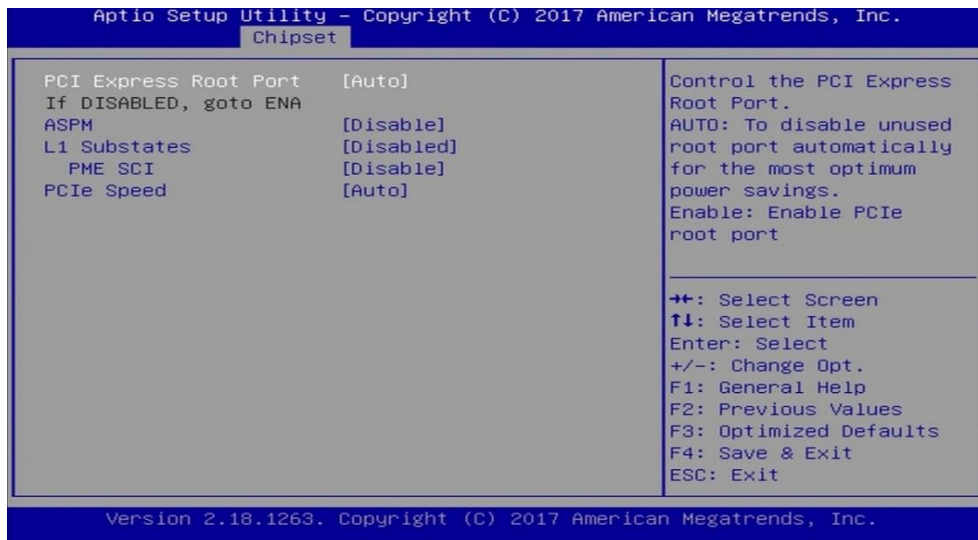 Aptio Setup Utility – Copyright (C) 2017 American Megatrends, Inc.
Chipset
PCI Express Root Port [Auto]
If DISABLED, goto ENA
ASPM [Disable]
L1 Substates [Disabled]
PME SCI [Disable]
PCIe Speed [Auto]
Control the PCI Express
Root Port.
AUTO: To disable unused
root port automatically
for the most optimum
power savings.
Enable: Enable PCIe
root port
→←: Select Screen
↑↓: Select Item
Enter: Select
+/-: Change Opt.
F1: General Help
F2: Previous Values
F3: Optimized Defaults
F4: Save & Exit
ESC: Exit
Version 2.18.1263. Copyright (C) 2017 American Megatrends, Inc.